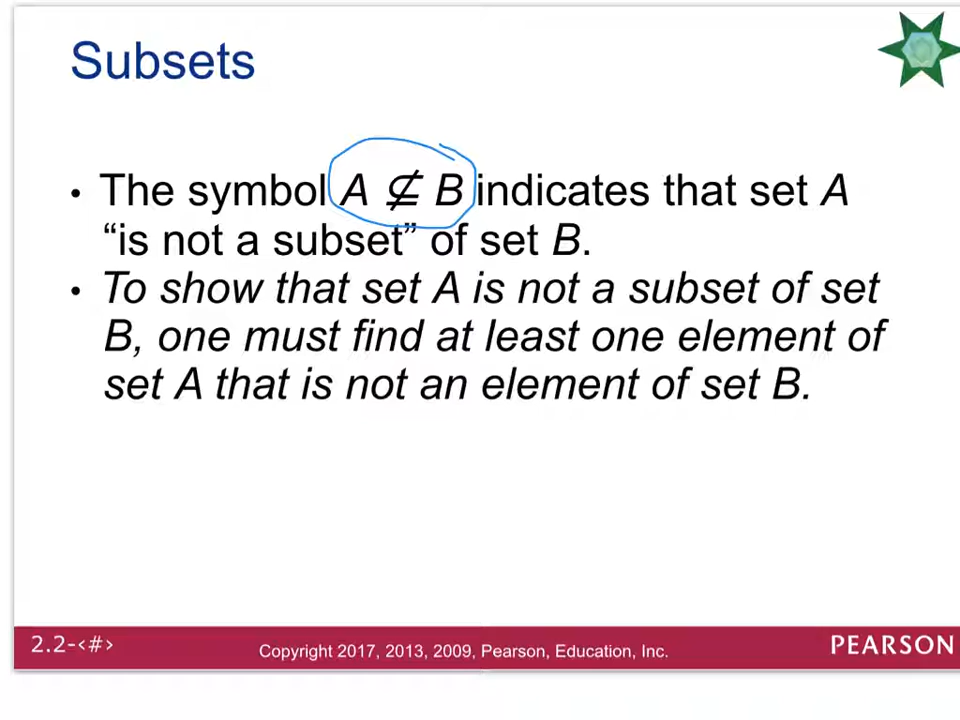 Subsets
• The symbol A ⊈ B indicates that set A
“is not a subset” of set B.
• To show that set A is not a subset of set
B, one must find at least one element of
set A that is not an element of set B.
2.2-‹#›
Copyright 2017, 2013, 2009, Pearson, Education, Inc.
PEARSON